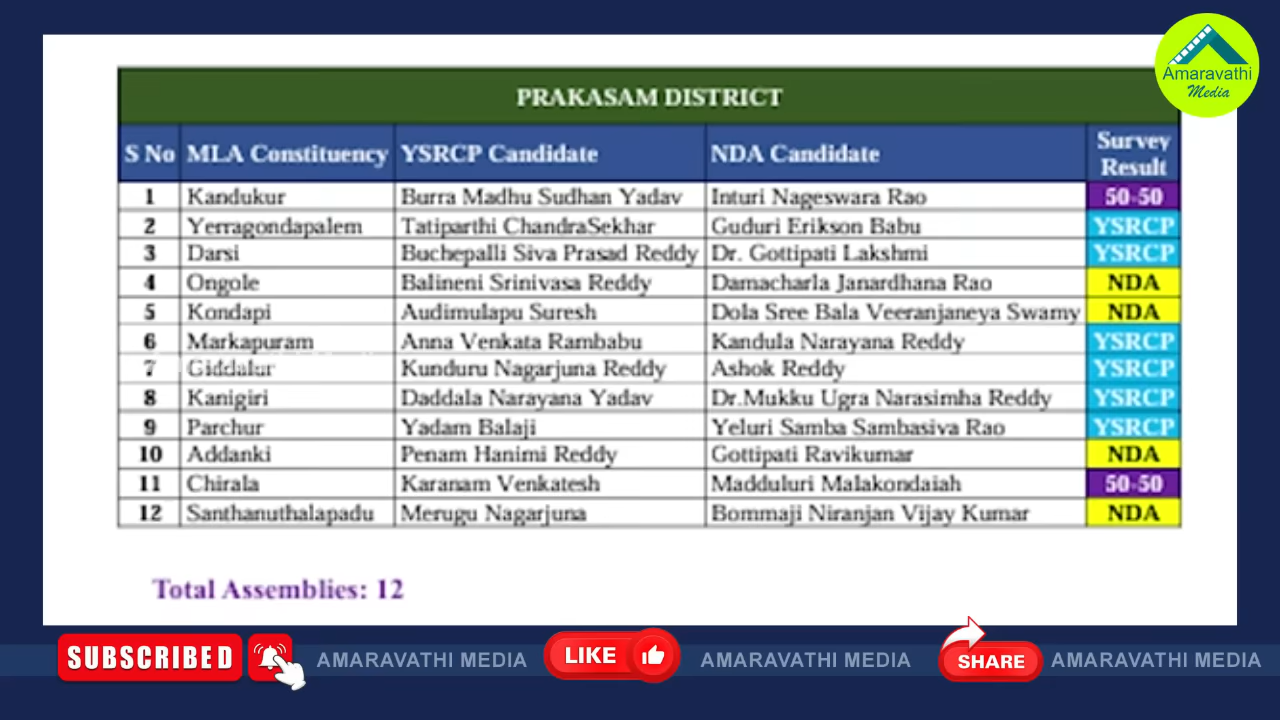 Amaravathi
Media
PRAKASAM DISTRICT
S No MLA Constituency YSRCP Candidate NDA Candidate Survey Result
1 Kandukur Burra Madhu Sudhan Yadav Inturi Nageswara Rao 50-50
2 Yerragondapalem Tatiparthi ChandraSekhar Guduri Erikson Babu YSRCP
3 Darsi Buchepalli Siva Prasad Reddy Dr. Gottipati Lakshmi YSRCP
4 Ongole Balineni Srinivasa Reddy Damacharla Janardhana Rao NDA
5 Kondapi Audimulapu Suresh Dola Sree Bala Veeranjaneya Swamy NDA
6 Markapuram Anna Venkata Rambabu Kandula Narayana Reddy YSRCP
7 Giddalur Kunduru Nagarjuna Reddy Ashok Reddy YSRCP
8 Kanigiri Daddala Narayana Yadav Dr.Mukku Ugra Narasimha Reddy YSRCP
9 Parchur Yadam Balaji Yeluri Samba Sambasiva Rao YSRCP
10 Addanki Penam Hanimi Reddy Gottipati Ravikumar NDA
11 Chirala Karanam Venkatesh Madduluri Malakondaiah 50-50
12 Santhanuthalapadu Merugu Nagarjuna Bommaji Niranjan Vijay Kumar NDA
Total Assemblies: 12
SUBSCRIBED AMARAVATHI MEDIA LIKE AMARAVATHI MEDIA SHARE AMARAVATHI MEDIA